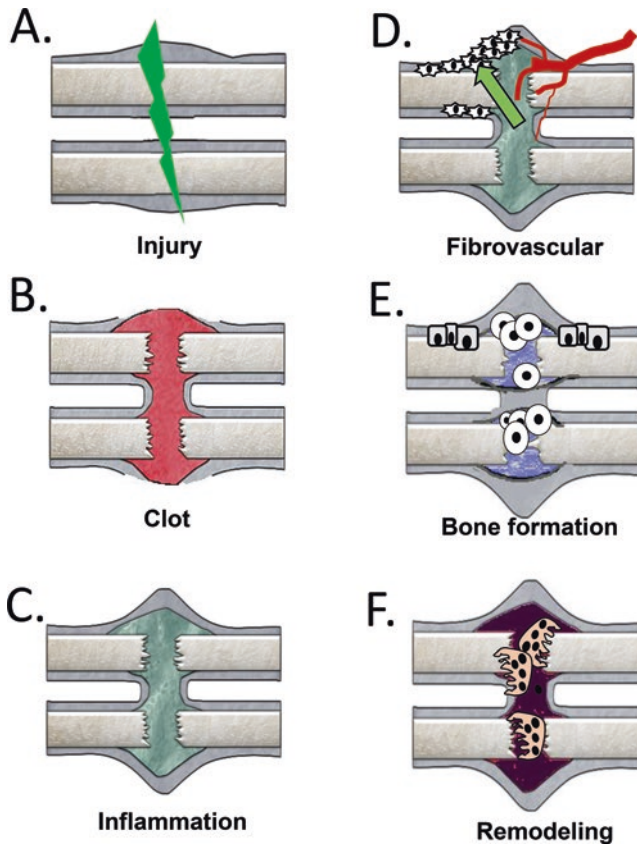 A.
Injury
B.
Clot
C.
Inflammation
D.
Fibrovascular
E.
Bone formation
F.
Remodeling